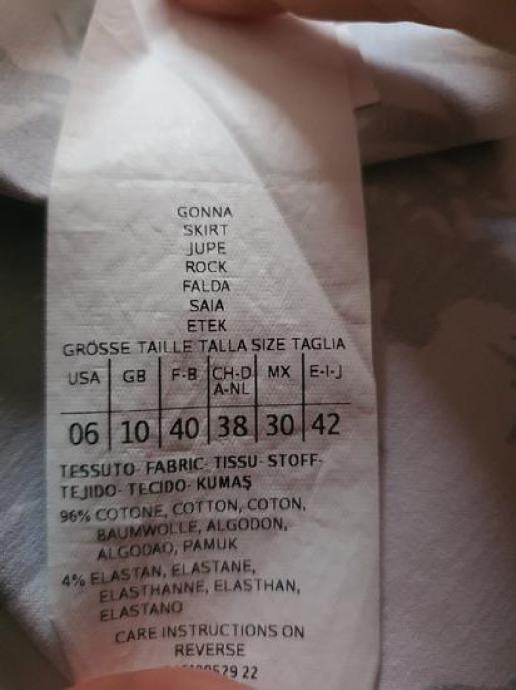 GONNA
SKIRT
JUPE
ROCK
FALDA
SAIA
ETEK
GRÖSSE TAILLE TALLA SIZE TAGLIA
USA GB F-B CH-D A-NL MX E-I-J
06 10 40 38 30 42
TESSUTO- FABRIC- TISSU- STOFF-
TEJIDO- TECIDO- KUMAŞ
96% COTONE, COTTON, COTON,
BAUMWOLLE, ALGODON,
ALGODAO, PAMUK
4% ELASTAN, ELASTANE,
ELASTHANNE, ELASTHAN,
ELASTANO
CARE INSTRUCTIONS ON
REVERSE
22